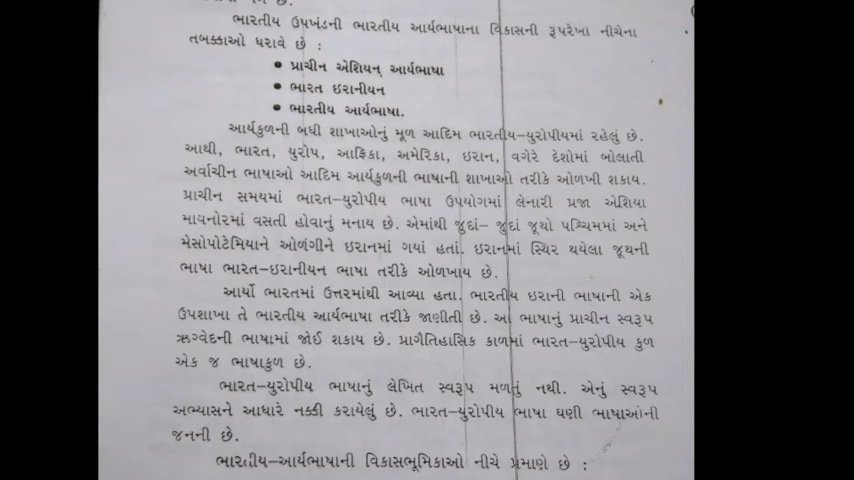 ભારતીય ઉપખંડની ભારતીય આર્યભાષાના વિકાસની રૂપરેખા નીચેના
તબક્કાઓ ધરાવે છે :
• પ્રાચીન એશિયન્ આર્યભાષા
• ભારત ઇરાનીયન
• ભારતીય આર્યભાષા.
આર્યકુળની બધી શાખાઓનું મૂળ આદિમ ભારતીય-યુરોપીયમાં રહેલું છે.
આથી, ભારત, યુરોપ, આફ્રિકા, અમેરિકા, ઇરાન, વગેરે દેશોમાં બોલાતી
અર્વાચીન ભાષાઓ આદિમ આર્યકુળની ભાષાની શાખાઓ તરીકે ઓળખી શકાય.
પ્રાચીન સમયમાં ભારત-યુરોપીય ભાષા ઉપયોગમાં લેનારી પ્રજા એશિયા
માયનોરમાં વસતી હોવાનું મનાય છે. એમાંથી જુદાં- જુદાં જૂથો પશ્ચિમમાં અને
મેસોપોટેમિયાને ઓળંગીને ઇરાનમાં ગયાં હતાં. ઇરાનમાં સ્થિર થયેલા જૂથની
ભાષા ભારત-ઇરાનીયન ભાષા તરીકે ઓળખાય છે.
આર્યો ભારતમાં ઉત્તરમાંથી આવ્યા હતા. ભારતીય ઇરાની ભાષાની એક
ઉપશાખા તે ભારતીય આર્યભાષા તરીકે જાણીતી છે. આ ભાષાનું પ્રાચીન સ્વરૂપ
ઋગ્વેદની ભાષામાં જોઈ શકાય છે. પ્રાગૈતિહાસિક કાળમાં ભારત-યુરોપીય કુળ
એક જ ભાષાકુળ છે.
ભારત-યુરોપીય ભાષાનું લેખિત સ્વરૂપ મળતું નથી. એનું સ્વરૂપ
અભ્યાસને આધારે નક્કી કરાયેલું છે. ભારત-યુરોપીય ભાષા ઘણી ભાષાઓની
જનની છે.
ભારતીય-આર્યભાષાની વિકાસભૂમિકાઓ નીચે પ્રમાણે છે :